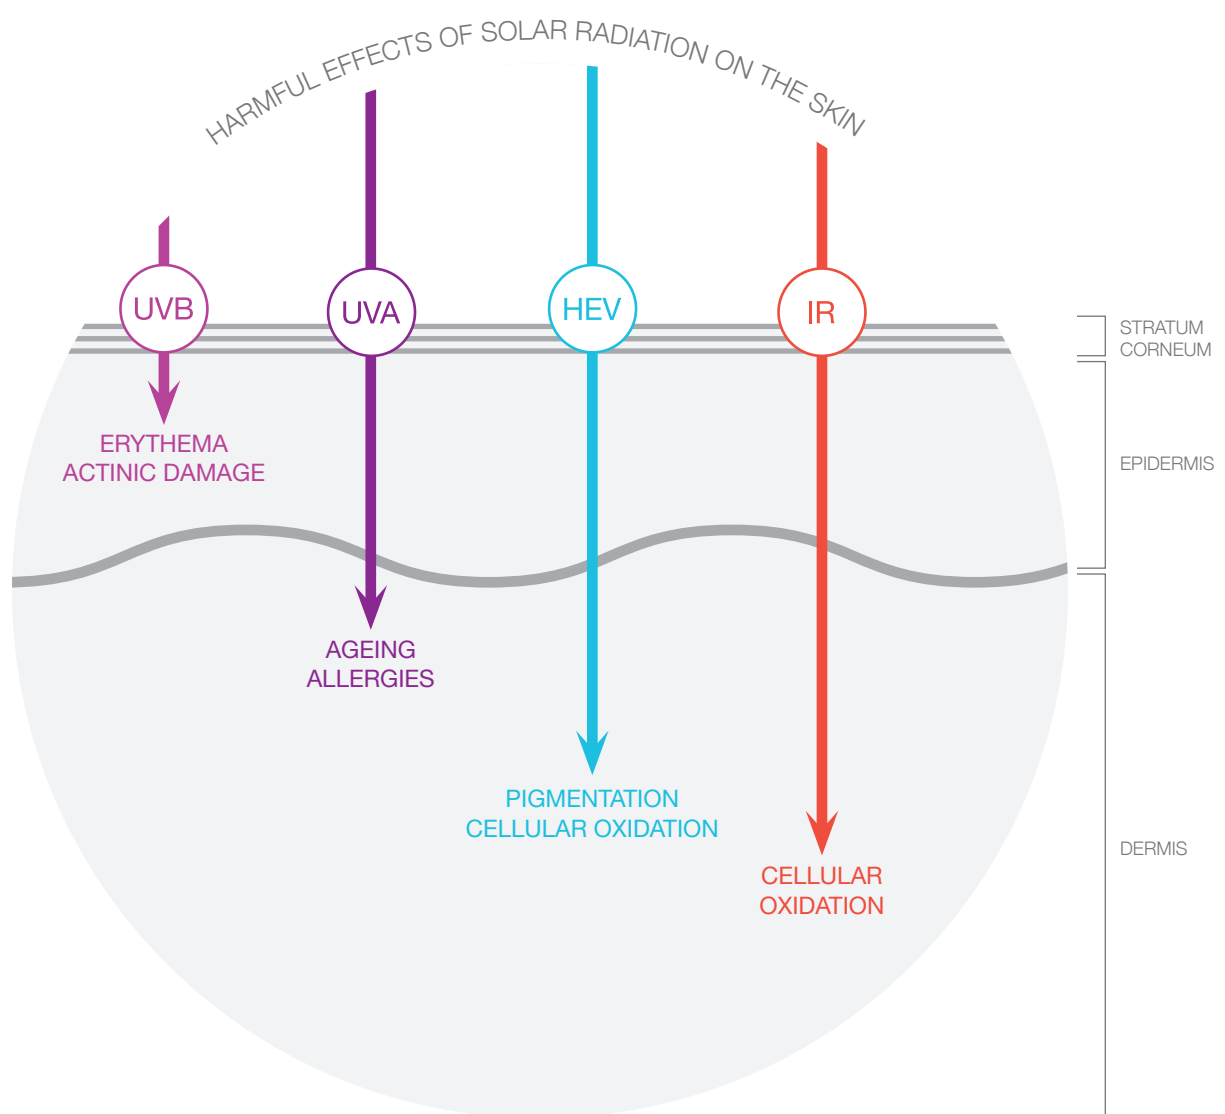 HARMFUL EFFECTS OF SOLAR RADIATION ON THE SKIN
UVB
UVA
HEV
IR
STRATUM
CORNEUM
ERYTHEMA
ACTINIC DAMAGE
EPIDERMIS
AGEING
ALLERGIES
PIGMENTATION
CELLULAR OXIDATION
DERMIS
CELLULAR
OXIDATION